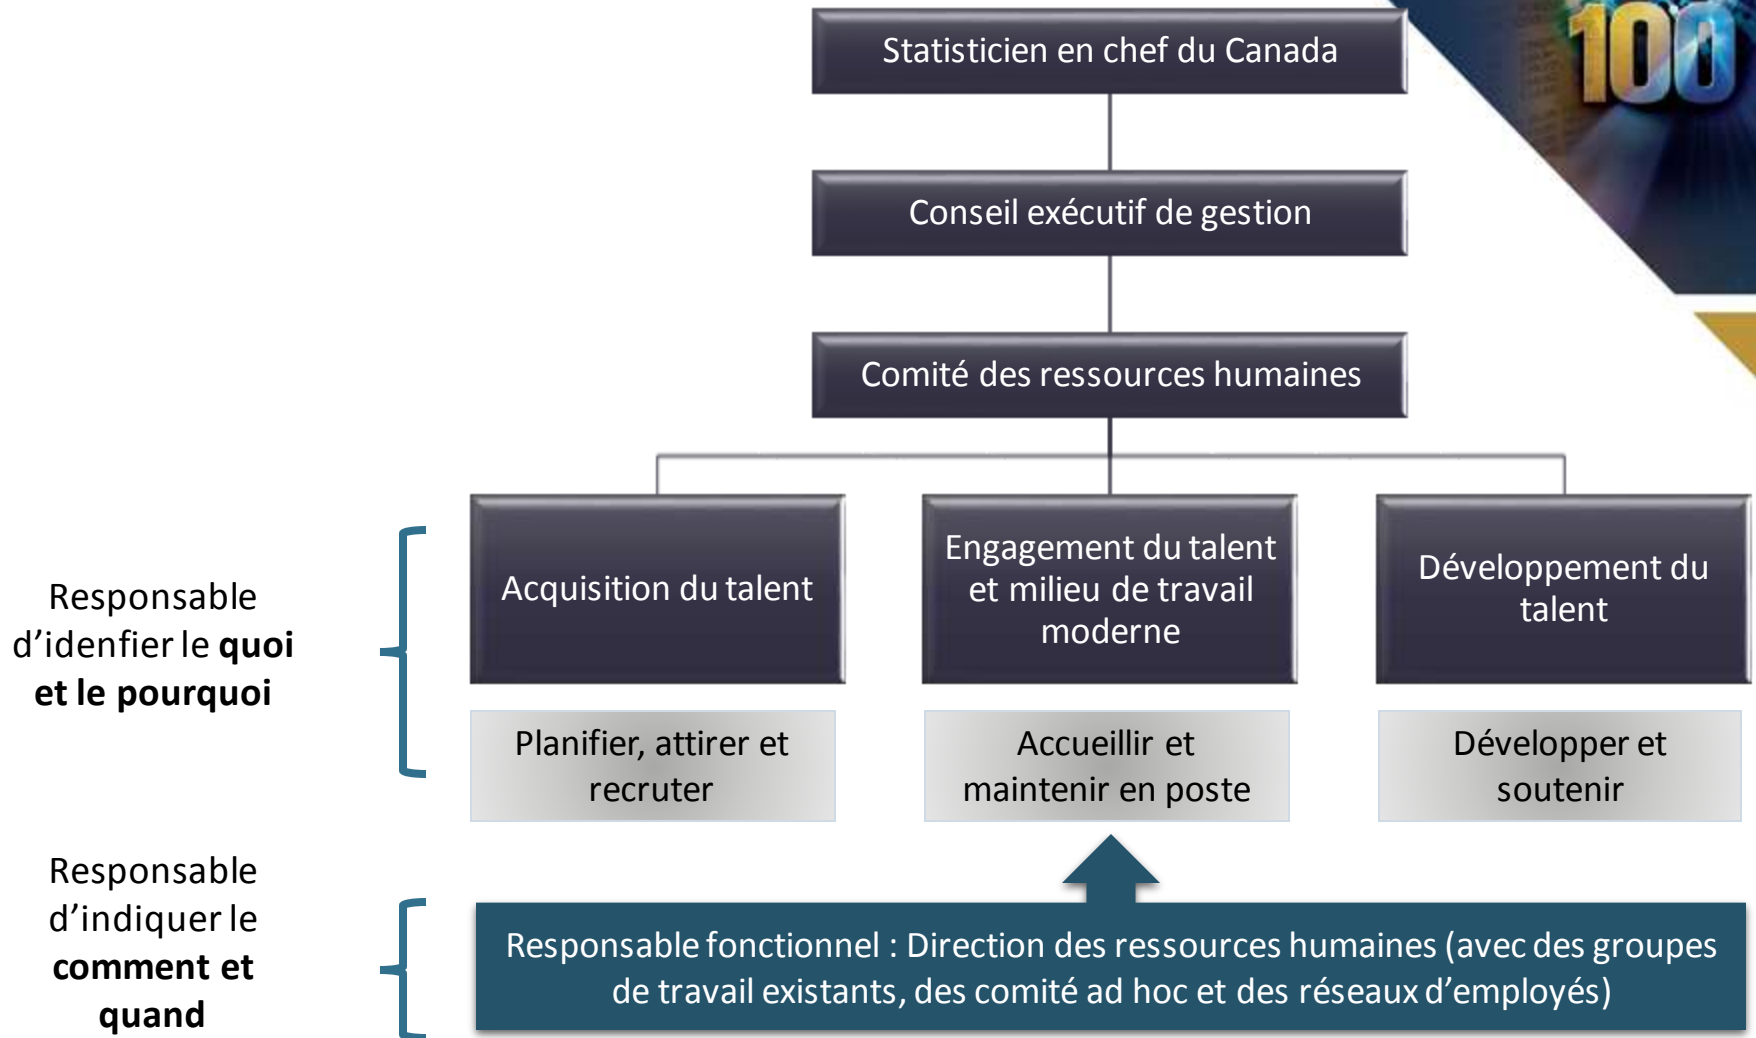 100
Statisticien en chef du Canada
Conseil exécutif de gestion
Comité des ressources humaines
Acquisition du talent
Engagement du talent
et milieu de travail
moderne
Développement du
talent
Responsable
d’idenfier le quoi
et le pourquoi
Planifier, attirer et
recruter
Accueillir et
maintenir en poste
Développer et
soutenir
Responsable
d’indiquer le
comment et
quand
Responsable fonctionnel : Direction des ressources humaines (avec des groupes
de travail existants, des comité ad hoc et des réseaux d’employés)